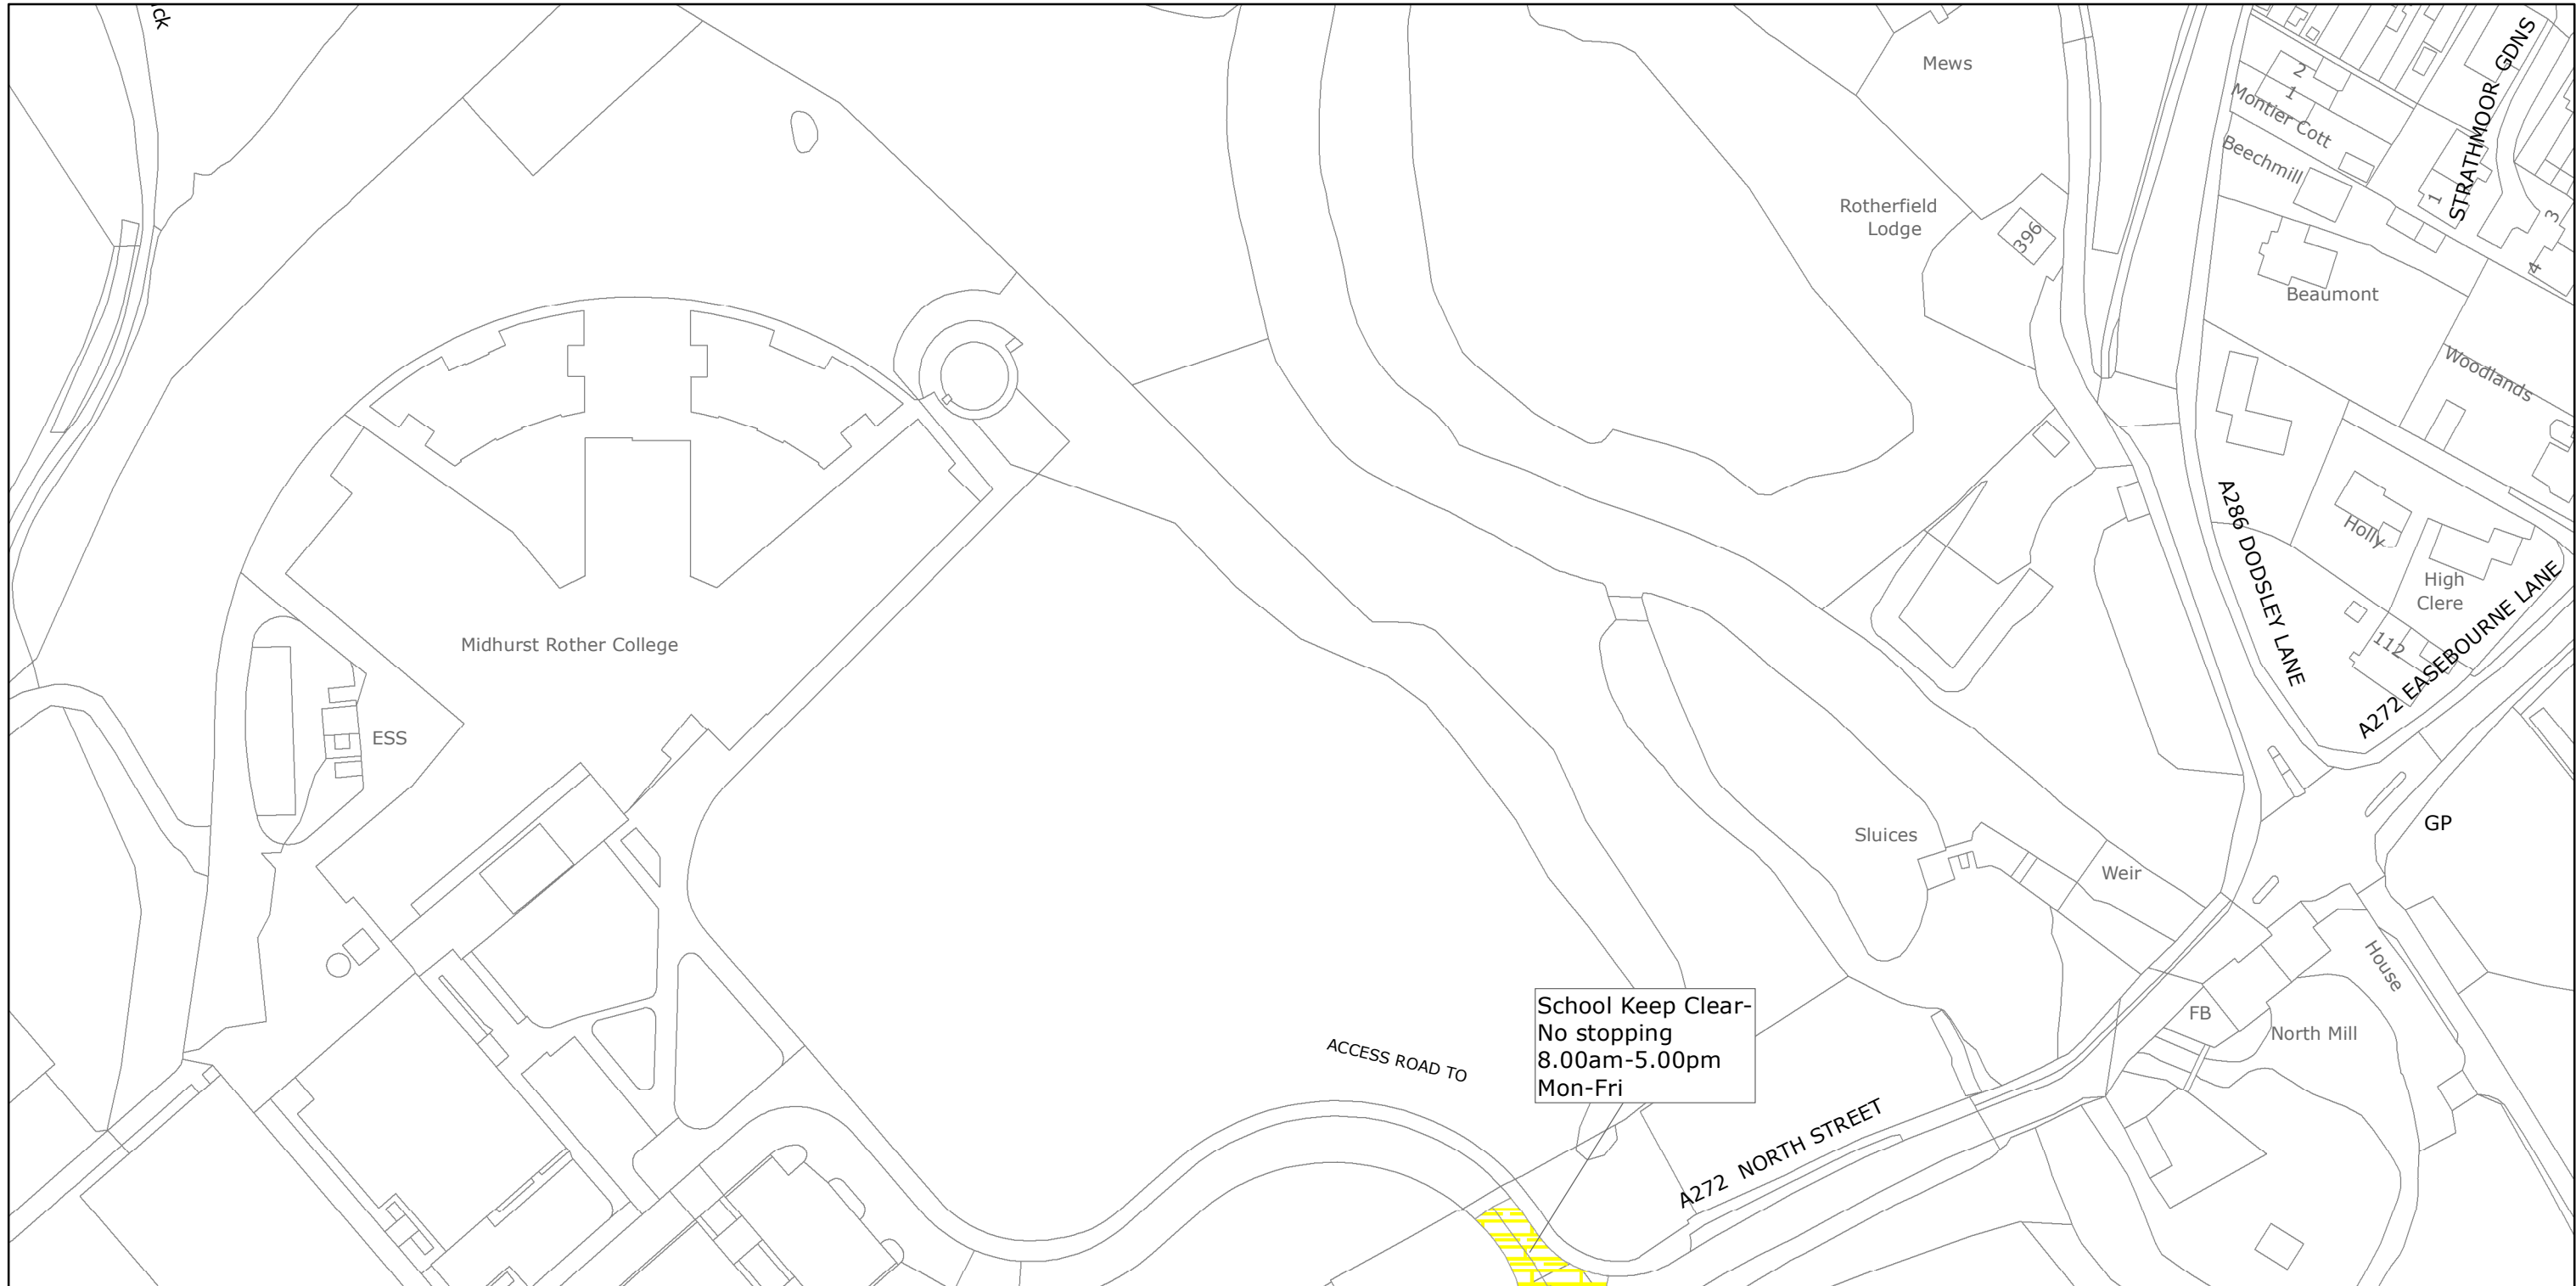 ck
Mews
STRATHMOOR GDNS
2
1
Montier Cott
Beechmill
1
3
4
Rotherfield
Lodge
396
Beaumont
Woodlands
A286 DODSLEY LANE
Holly
High
Clere
112
A272 EASEBOURNE LANE
Midhurst Rother College
ESS
GP
Sluices
Weir
House
FB
North Mill
School Keep Clear-
No stopping
8.00am-5.00pm
Mon-Fri
ACCESS ROAD TO
A272 NORTH STREET